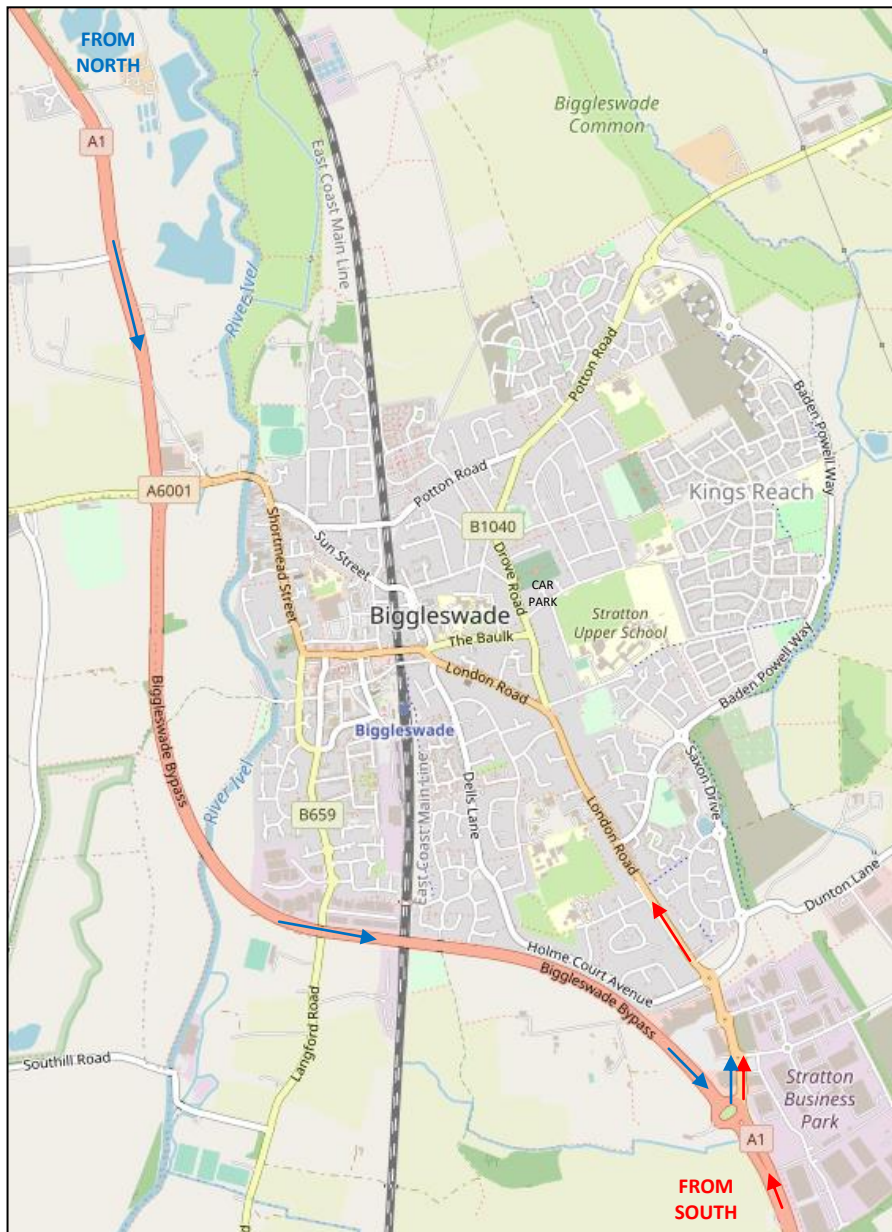 FROM
NORTH
Biggleswade
Common
A1
East Coast Main Line
River Ivel
Potton Road
Baden Powell Way
Potton Road
A6001
Kings Reach
B1040
Shortmead Street
Sun Street
Drove Road
CAR
PARK
Biggleswade
Stratton
Upper School
The Baulk
London Road
Baden Powell Way
Biggleswade Bypass
Biggleswade
Saxon Drive
River Ivel
East Coast Main Line
Dells Lane
B659
London Road
Dunton Lane
Holme Court Avenue
Biggleswade Bypass
Langford Road
Southill Road
Stratton
Business
Park
A1
FROM
SOUTH